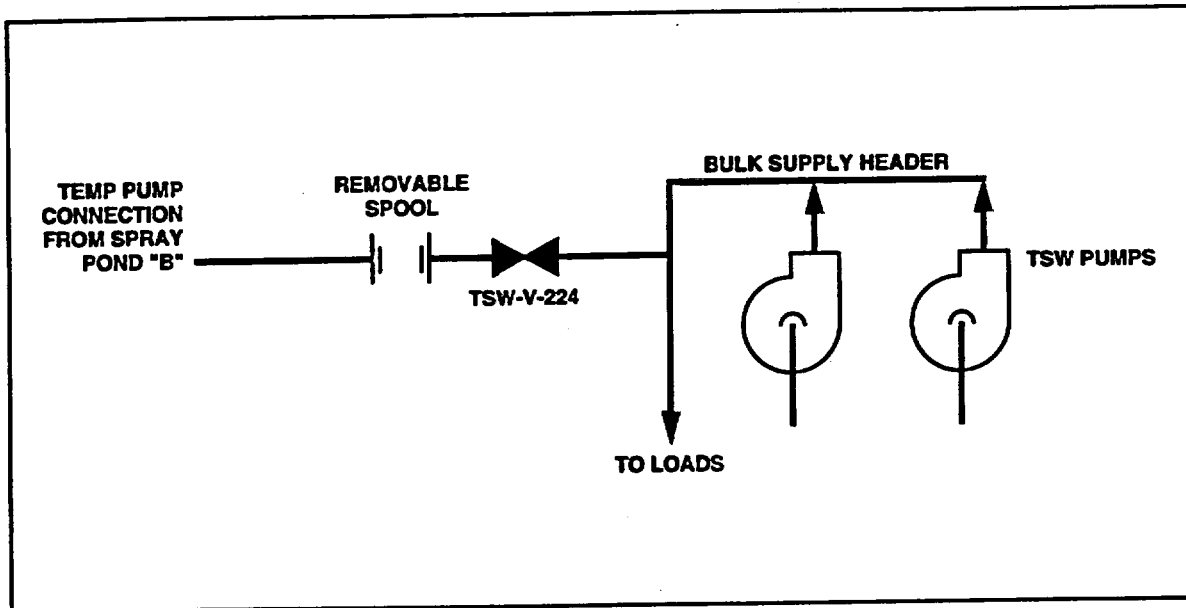 TEMP PUMP
CONNECTION
FROM SPRAY
POND "B"
REMOVABLE
SPOOL
TSW-V-224
BULK SUPPLY HEADER
TSW PUMPS
TO LOADS